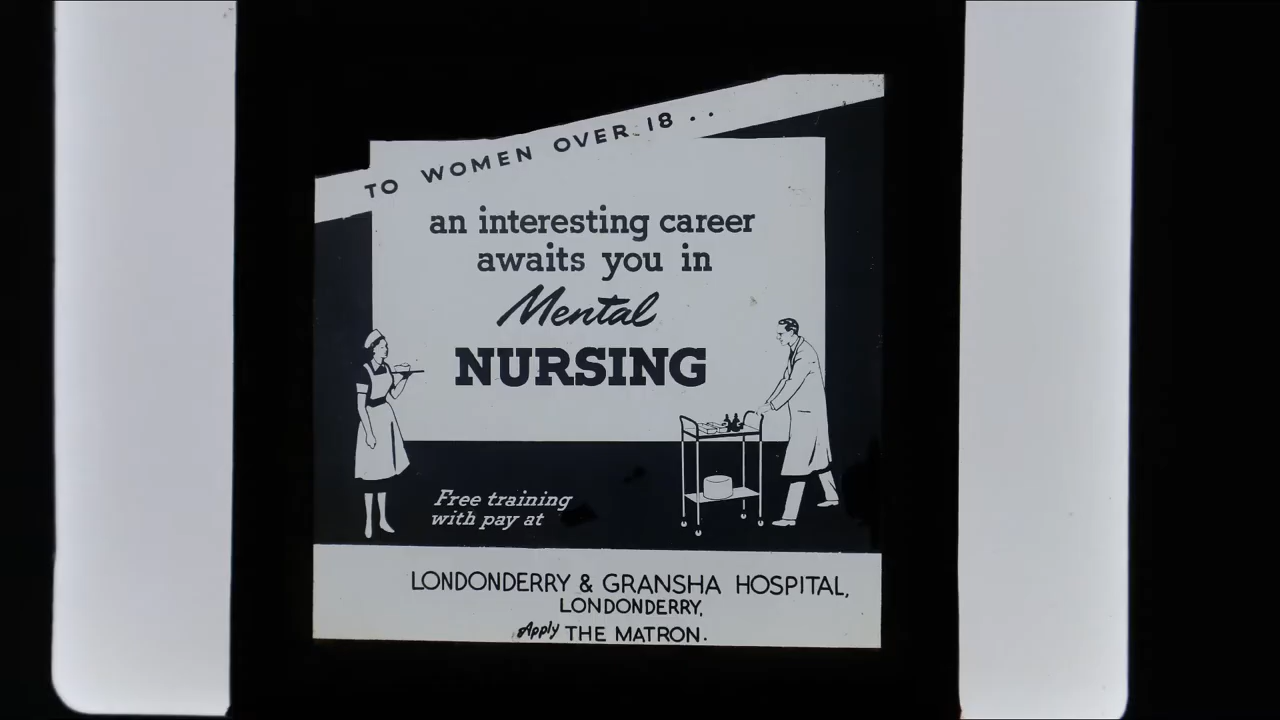 TO WOMEN OVER 18 . .
an interesting career
awaits you in
Mental
NURSING
Free training
with pay at
LONDONDERRY & GRANSHA HOSPITAL,
LONDONDERRY,
Apply THE MATRON.